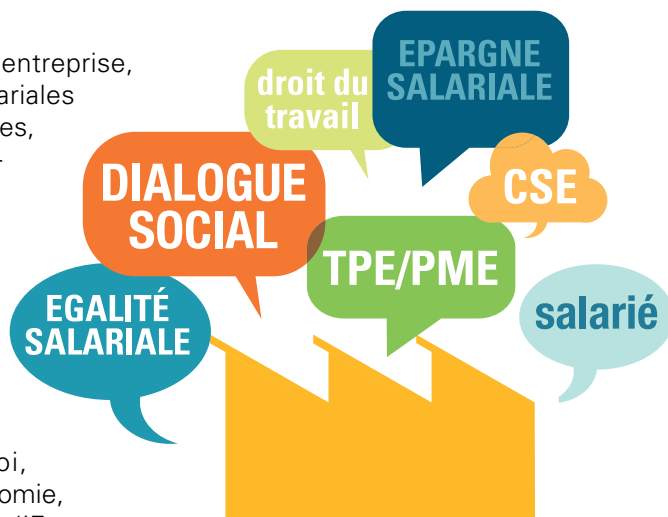 entreprise,
ariales
es,
droit du
travail
EPARGNE
SALARIALE
DIALOGUE
SOCIAL
CSE
TPE/PME
EGALITÉ
SALARIALE
salarié
oi,
omie,